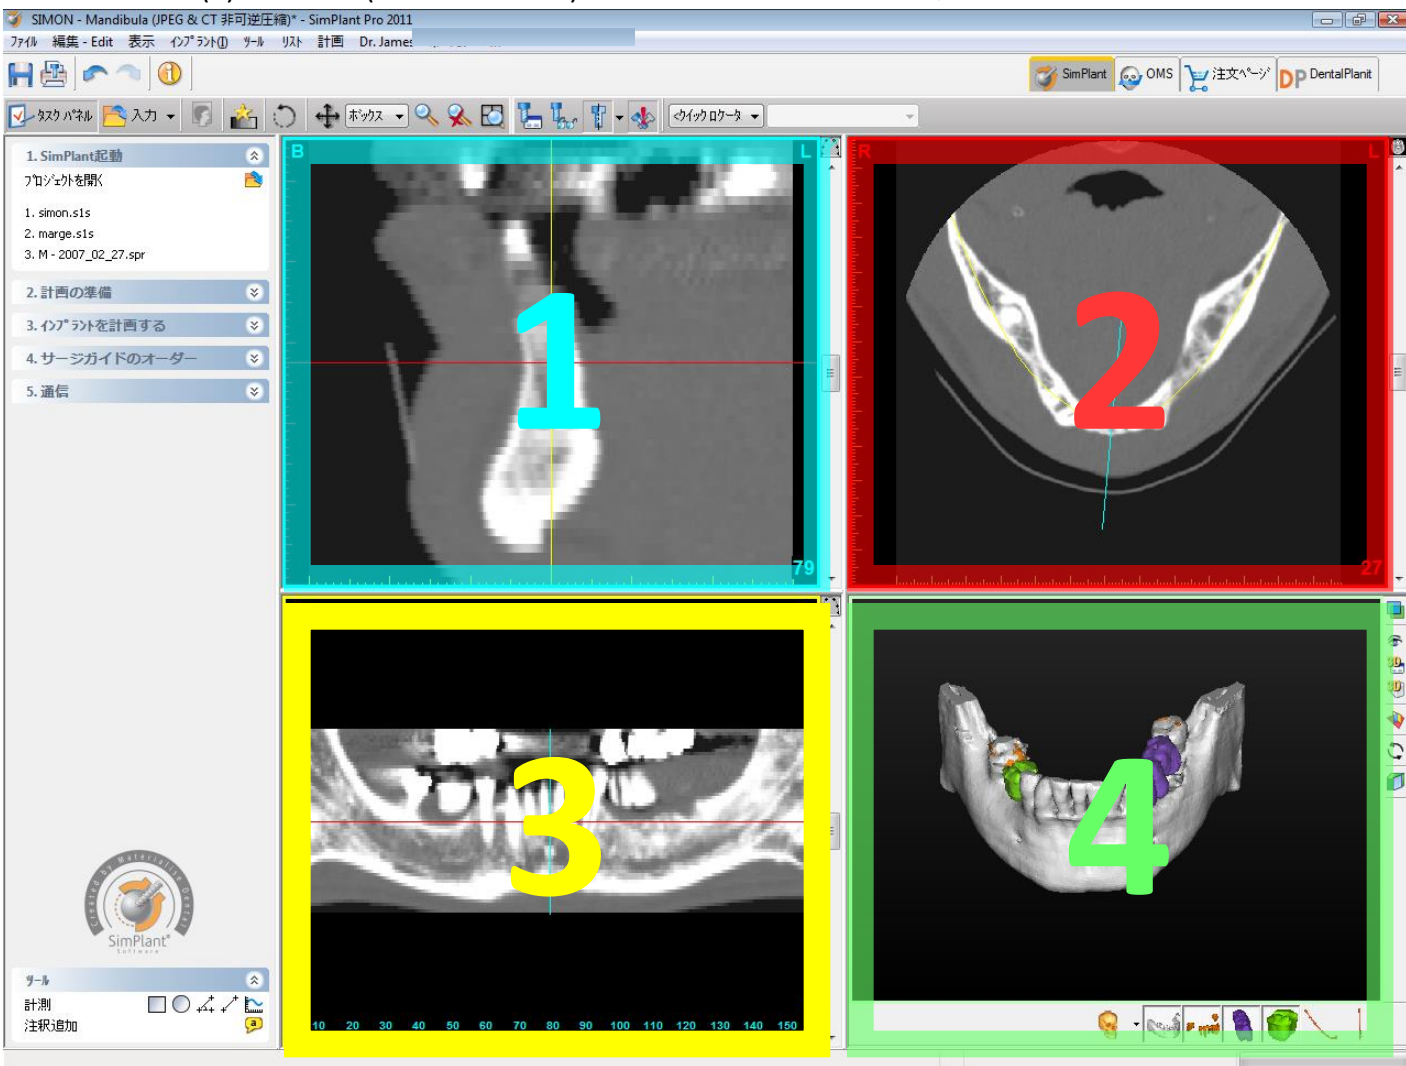 SIMON - Mandibula (JPEG & CT 非可逆圧縮)* - SimPlant Pro 2011
ファイル 編集 - Edit 表示 インプラント(I) ツール リスト 計画 Dr. James
SimPlant OMS 注文ページ DP DentalPlanit
タスク パネル 入力 ボックス <クイックロケータ
1. SimPlant起動
プロジェクトを開く
1. simon.s1s
2. marge.s1s
3. M - 2007_02_27.spr
2. 計画の準備
3. インプラントを計画する
4. サージガイドのオーダー
5. 通信
B L
1
79
R L
2
27
3
10 20 30 40 50 60 70 80 90 100 110 120 130 140 150
3D
3D
4
Created by Materialise Dental
SimPlant®
Software
ツール
計測
注釈追加
a